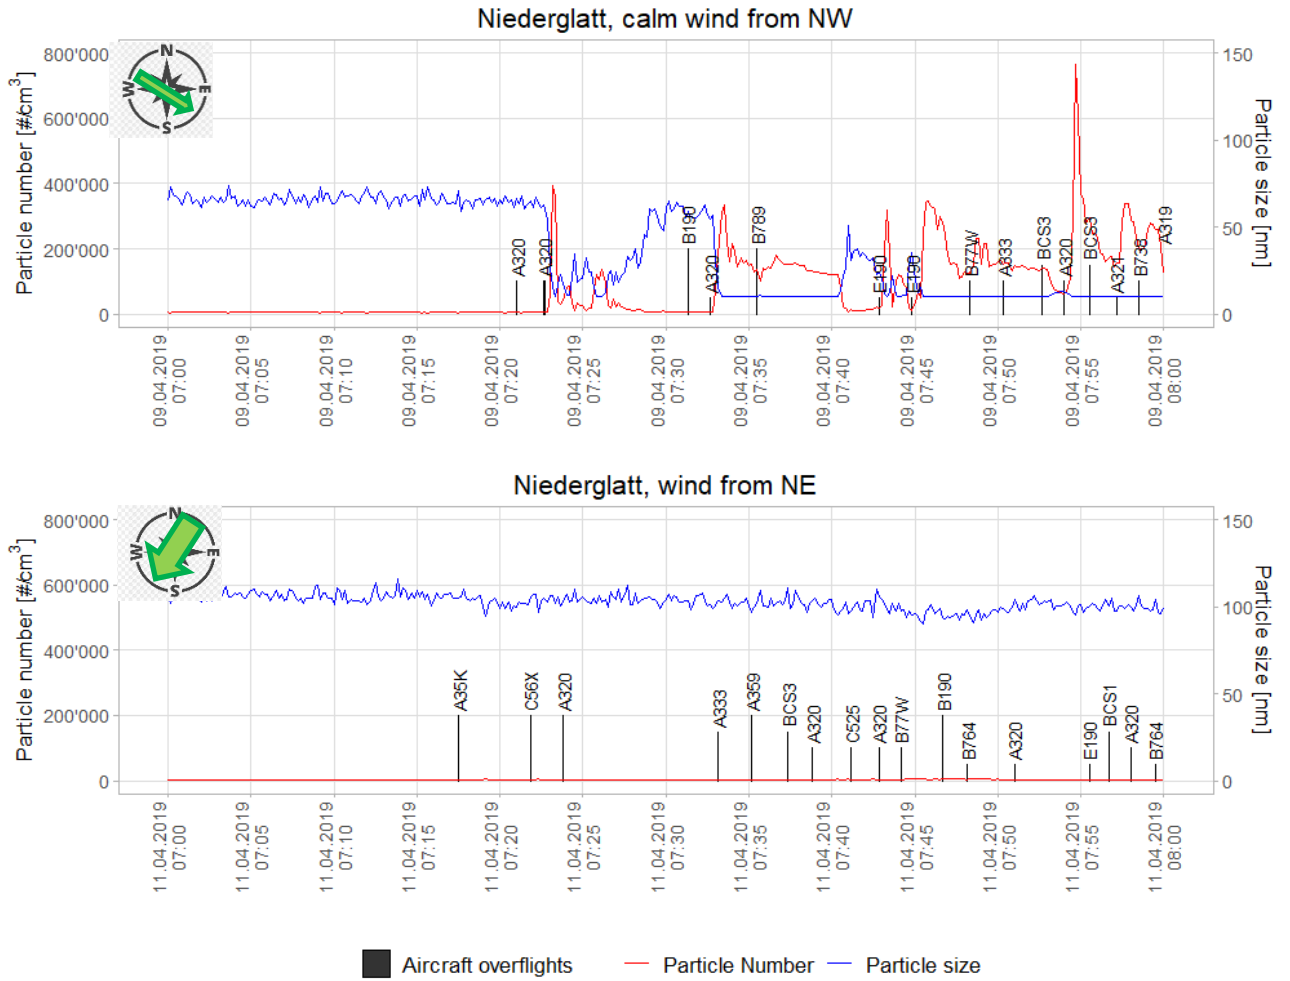 Niederglatt, calm wind from NW
800'000
600'000
400'000
200'000
0
Particle number [#/cm³]
150
100
50
0
Particle size [nm]
N
W
E
S
A320
A320
B190
A320
B789
E190
E190
B77W
A333
BCS3
A320
BCS3
A321
B738
A319
09.04.2019 07:00
09.04.2019 07:05
09.04.2019 07:10
09.04.2019 07:15
09.04.2019 07:20
09.04.2019 07:25
09.04.2019 07:30
09.04.2019 07:35
09.04.2019 07:40
09.04.2019 07:45
09.04.2019 07:50
09.04.2019 07:55
09.04.2019 08:00
Niederglatt, wind from NE
800'000
600'000
400'000
200'000
0
Particle number [#/cm³]
150
100
50
0
Particle size [nm]
N
W
E
S
A35K
C56X
A320
A333
A359
BCS3
A320
C525
A320
B77W
B190
B764
A320
E190
BCS1
A320
B764
11.04.2019 07:00
11.04.2019 07:05
11.04.2019 07:10
11.04.2019 07:15
11.04.2019 07:20
11.04.2019 07:25
11.04.2019 07:30
11.04.2019 07:35
11.04.2019 07:40
11.04.2019 07:45
11.04.2019 07:50
11.04.2019 07:55
11.04.2019 08:00
Aircraft overflights
Particle Number
Particle size